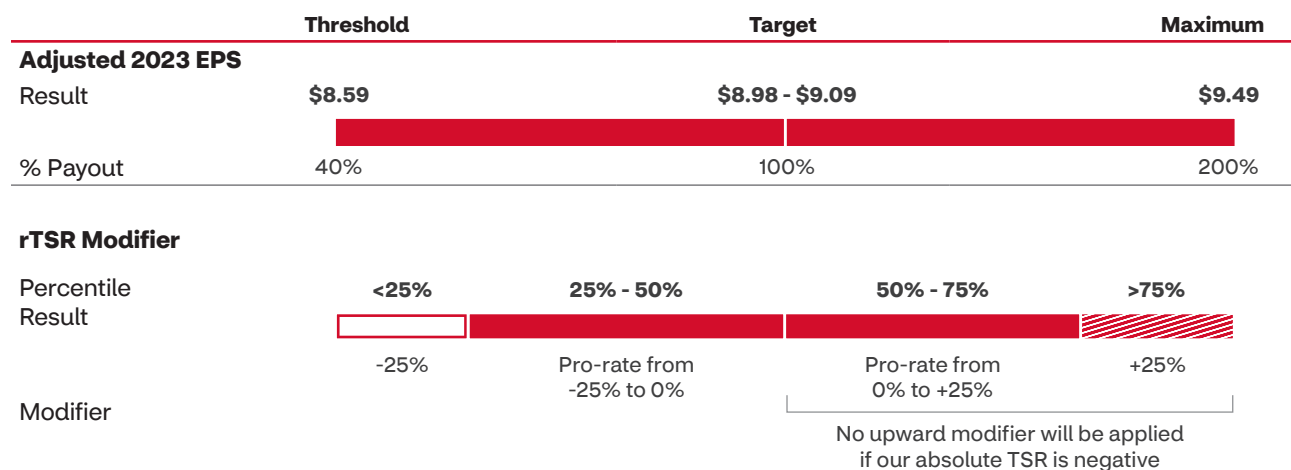 Threshold Target Maximum
Adjusted 2023 EPS
Result $8.59 $8.98 - $9.09 $9.49
% Payout 40% 100% 200%
rTSR Modifier
Percentile <25% 25% - 50% 50% - 75% >75%
Result
-25% Pro-rate from Pro-rate from +25%
-25% to 0% 0% to +25%
Modifier
No upward modifier will be applied
if our absolute TSR is negative